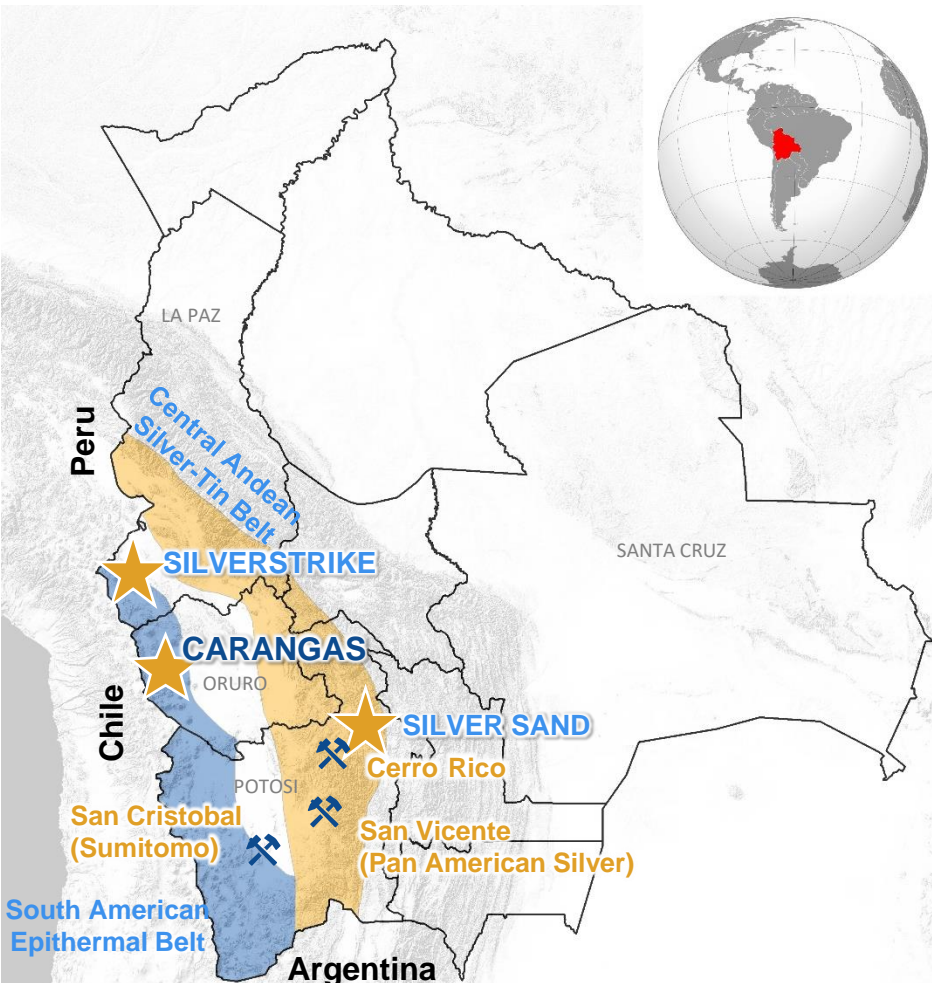 LA PAZ
Peru
Central Andean
Silver-Tin Belt
SANTA CRUZ
SILVERSTRIKE
CARANGAS
ORURO
Chile
SILVER SAND
Cerro Rico
POTOSI
San Cristobal
(Sumitomo)
San Vicente
(Pan American Silver)
South American
Epithermal Belt
Argentina